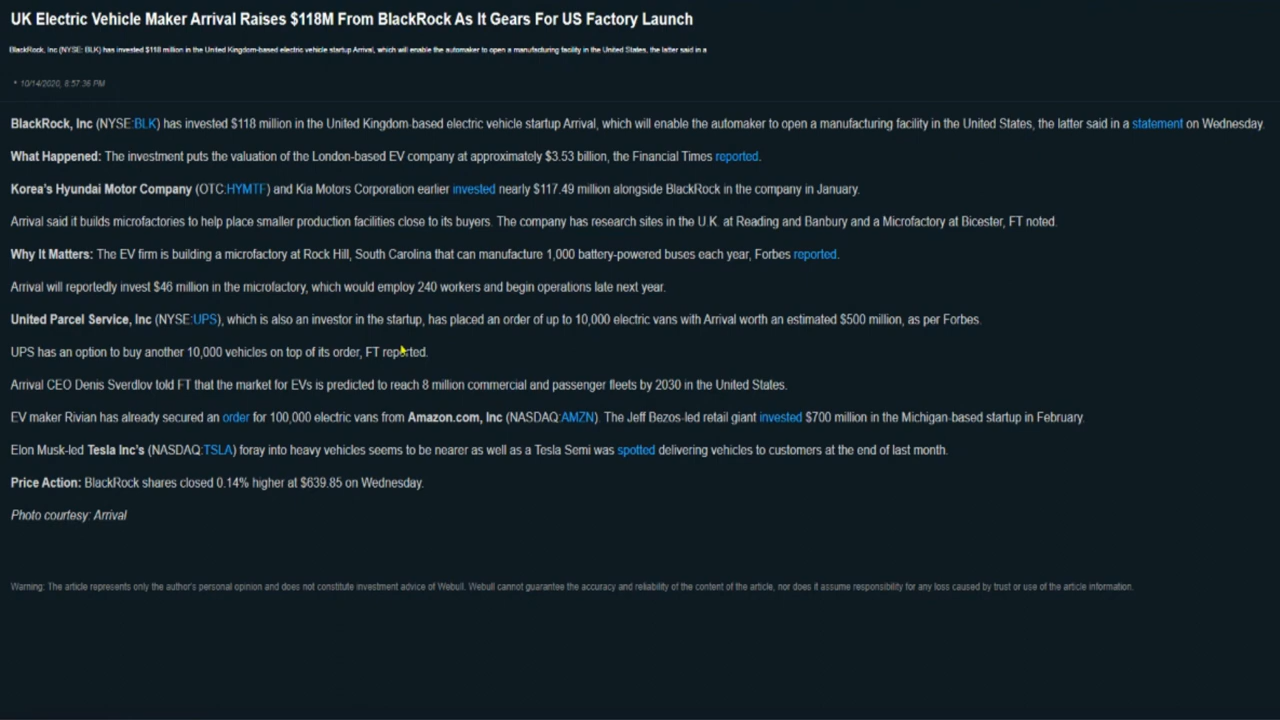 UK Electric Vehicle Maker Arrival Raises $118M From BlackRock As It Gears For US Factory Launch
BlackRock, Inc (NYSE: BLK) has invested $118 million in the United Kingdom-based electric vehicle startup Arrival, which will enable the automaker to open a manufacturing facility in the United States, the latter said in a
* 10/14/2020, 8:57:36 PM
BlackRock, Inc (NYSE:BLK) has invested $118 million in the United Kingdom-based electric vehicle startup Arrival, which will enable the automaker to open a manufacturing facility in the United States, the latter said in a statement on Wednesday.
What Happened: The investment puts the valuation of the London-based EV company at approximately $3.53 billion, the Financial Times reported.
Korea's Hyundai Motor Company (OTC:HYMTF) and Kia Motors Corporation earlier invested nearly $117.49 million alongside BlackRock in the company in January.
Arrival said it builds microfactories to help place smaller production facilities close to its buyers. The company has research sites in the U.K. at Reading and Banbury and a Microfactory at Bicester, FT noted.
Why It Matters: The EV firm is building a microfactory at Rock Hill, South Carolina that can manufacture 1,000 battery-powered buses each year, Forbes reported.
Arrival will reportedly invest $46 million in the microfactory, which would employ 240 workers and begin operations late next year.
United Parcel Service, Inc (NYSE:UPS), which is also an investor in the startup, has placed an order of up to 10,000 electric vans with Arrival worth an estimated $500 million, as per Forbes.
UPS has an option to buy another 10,000 vehicles on top of its order, FT reported.
Arrival CEO Denis Sverdlov told FT that the market for EVs is predicted to reach 8 million commercial and passenger fleets by 2030 in the United States.
EV maker Rivian has already secured an order for 100,000 electric vans from Amazon.com, Inc (NASDAQ:AMZN). The Jeff Bezos-led retail giant invested $700 million in the Michigan-based startup in February.
Elon Musk-led Tesla Inc's (NASDAQ:TSLA) foray into heavy vehicles seems to be nearer as well as a Tesla Semi was spotted delivering vehicles to customers at the end of last month.
Price Action: BlackRock shares closed 0.14% higher at $639.85 on Wednesday.
Photo courtesy: Arrival
Warning: The article represents only the author's personal opinion and does not constitute investment advice of Webull. Webull cannot guarantee the accuracy and reliability of the content of the article, nor does it assume responsibility for any loss caused by trust or use of the article information.